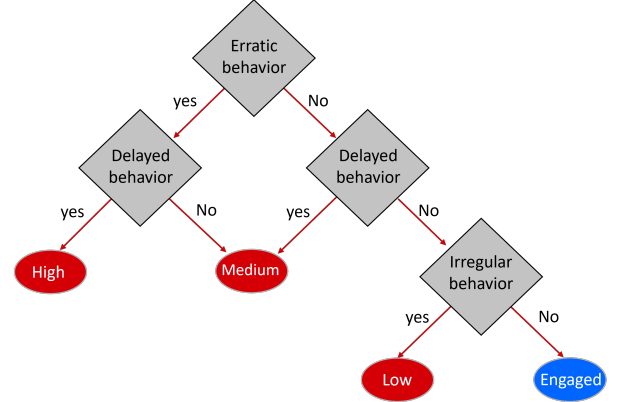 Erratic
behavior
yes
No
Delayed
behavior
Delayed
behavior
yes
No
yes
No
High
Medium
Irregular
behavior
yes
No
Low
Engaged